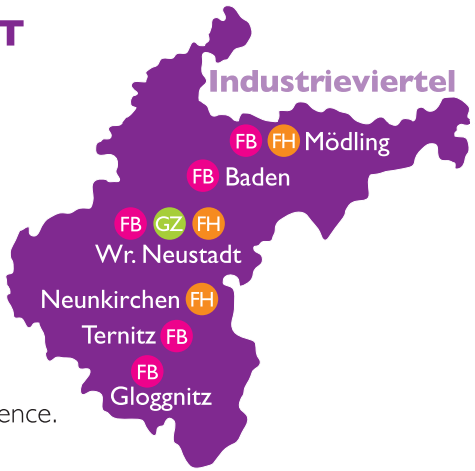 T
Industrieviertel
FB FH Mödling
FB Baden
FB GZ FH
Wr. Neustadt
Neunkirchen FH
Ternitz FB
FB
Gloggnitz
ence.